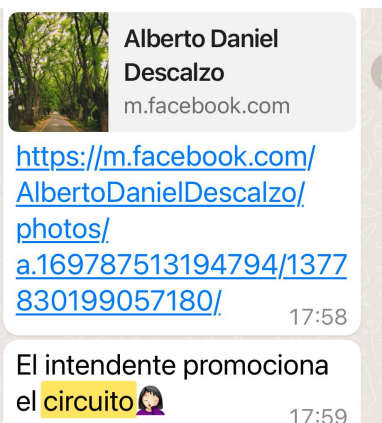 Alberto Daniel
Descalzo
m.facebook.com
https://m.facebook.com/
AlbertoDanielDescalzo/
photos/
a.169787513194794/1377
830199057180/
17:58
El intendente promociona
el circuito🤦🏻‍♀️
17:59